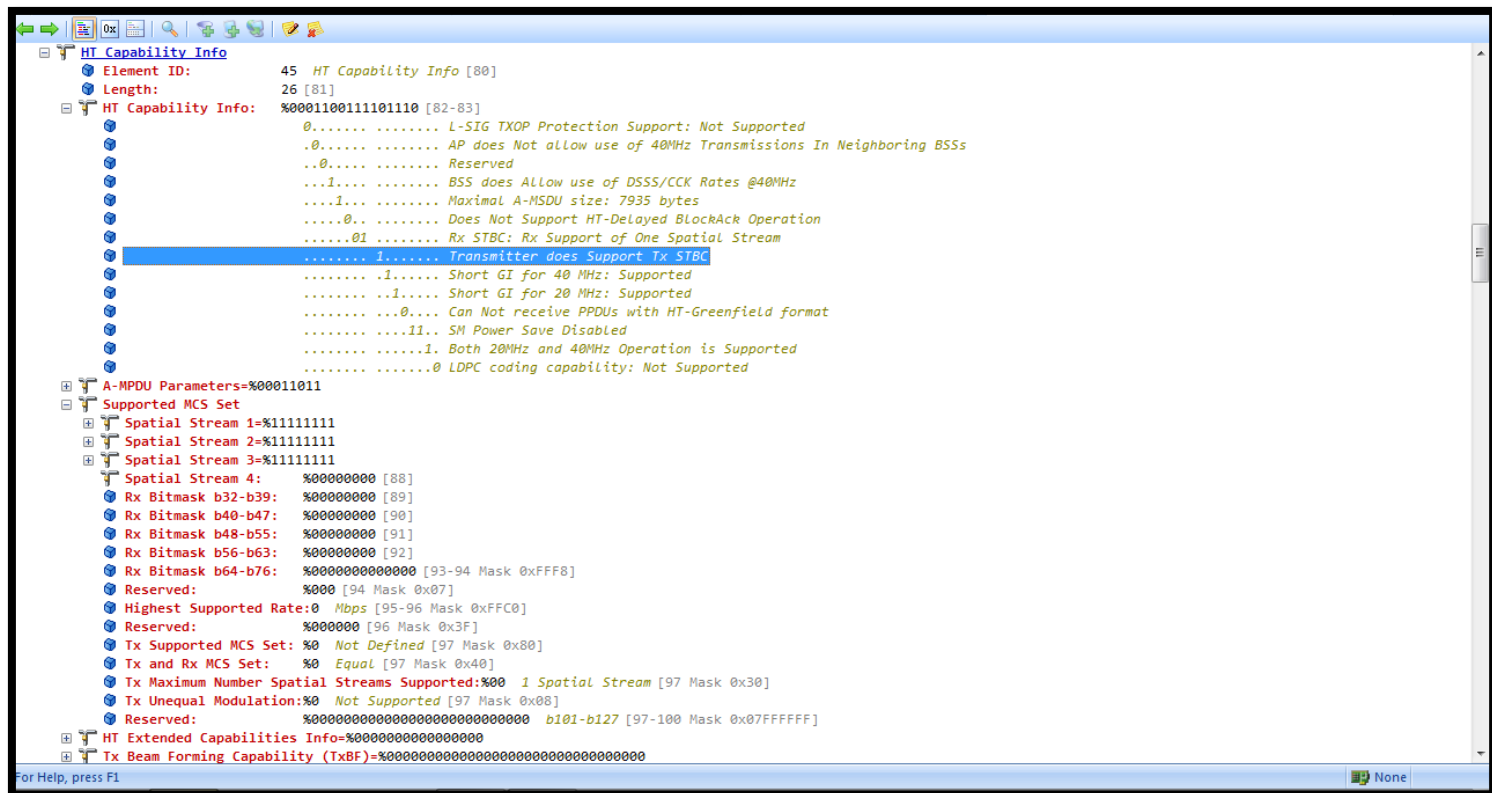 0x
HT Capability Info
Element ID: 45 HT Capability Info [80]
Length: 26 [81]
HT Capability Info: %0001100111101110 [82-83]
0....... ........ L-SIG TXOP Protection Support: Not Supported
.0...... ........ AP does Not allow use of 40MHz Transmissions In Neighboring BSSs
..0..... ........ Reserved
...1.... ........ BSS does Allow use of DSSS/CCK Rates @40MHz
....1... ........ Maximal A-MSDU size: 7935 bytes
.....0.. ........ Does Not Support HT-Delayed BlockAck Operation
......01 ........ Rx STBC: Rx Support of One Spatial Stream
........ 1....... Transmitter does Support Tx STBC
........ .1...... Short GI for 40 MHz: Supported
........ ..1..... Short GI for 20 MHz: Supported
........ ...0.... Can Not receive PPDUs with HT-Greenfield format
........ ....11.. SM Power Save Disabled
........ ......1. Both 20MHz and 40MHz Operation is Supported
........ .......0 LDPC coding capability: Not Supported
A-MPDU Parameters=%00011011
Supported MCS Set
Spatial Stream 1=%11111111
Spatial Stream 2=%11111111
Spatial Stream 3=%11111111
Spatial Stream 4: %00000000 [88]
Rx Bitmask b32-b39: %00000000 [89]
Rx Bitmask b40-b47: %00000000 [90]
Rx Bitmask b48-b55: %00000000 [91]
Rx Bitmask b56-b63: %00000000 [92]
Rx Bitmask b64-b76: %0000000000000 [93-94 Mask 0xFFF8]
Reserved: %000 [94 Mask 0x07]
Highest Supported Rate:0 Mbps [95-96 Mask 0xFFC0]
Reserved: %000000 [96 Mask 0x3F]
Tx Supported MCS Set: %0 Not Defined [97 Mask 0x80]
Tx and Rx MCS Set: %0 Equal [97 Mask 0x40]
Tx Maximum Number Spatial Streams Supported:%00 1 Spatial Stream [97 Mask 0x30]
Tx Unequal Modulation:%0 Not Supported [97 Mask 0x08]
Reserved: %000000000000000000000000000 b101-b127 [97-100 Mask 0x07FFFFFF]
HT Extended Capabilities Info=%0000000000000000
Tx Beam Forming Capability (TxBF)=%00000000000000000000000000000000
For Help, press F1
None